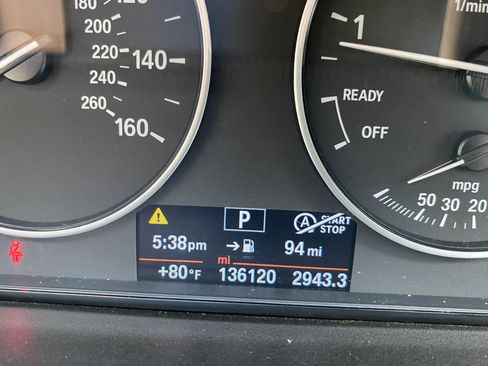 120
180
200
220
140
240
260
160
1/min
1
READY
OFF
mpg
50 30 20
P
A START
STOP
5:38pm
94 mi
mi
+80°F 136120 2943.3